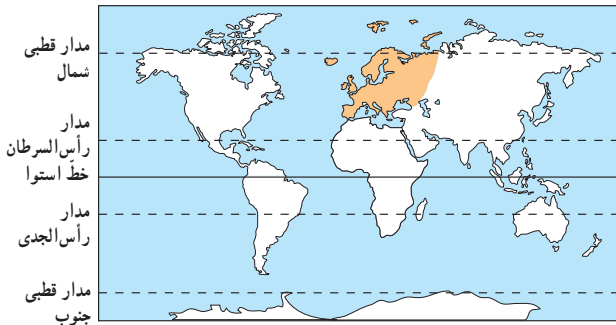 مدار قطبی
شمال
مدار
رأس‌السرطان
خطّ استوا
مدار
رأس‌الجدی
مدار قطبی
جنوب